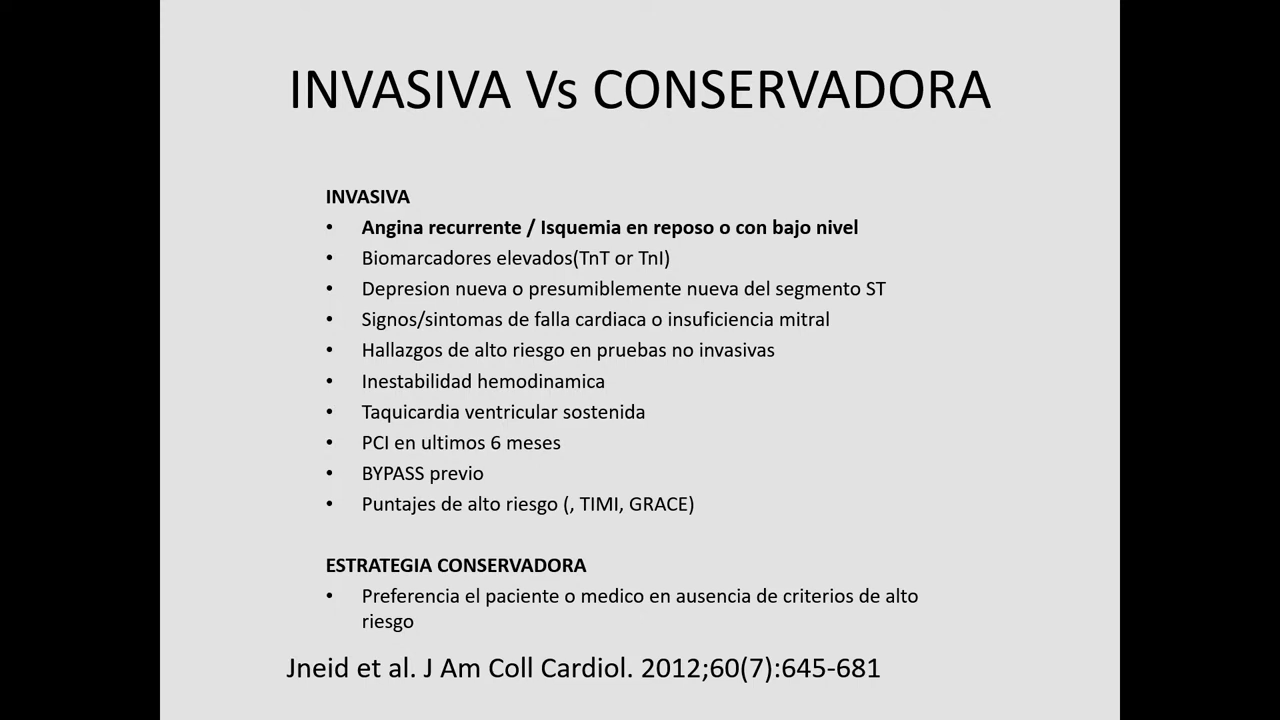 INVASIVA Vs CONSERVADORA
INVASIVA
• Angina recurrente / Isquemia en reposo o con bajo nivel
• Biomarcadores elevados(TnT or TnI)
• Depresion nueva o presumiblemente nueva del segmento ST
• Signos/sintomas de falla cardiaca o insuficiencia mitral
• Hallazgos de alto riesgo en pruebas no invasivas
• Inestabilidad hemodinamica
• Taquicardia ventricular sostenida
• PCI en ultimos 6 meses
• BYPASS previo
• Puntajes de alto riesgo (, TIMI, GRACE)
ESTRATEGIA CONSERVADORA
• Preferencia el paciente o medico en ausencia de criterios de alto
riesgo
Jneid et al. J Am Coll Cardiol. 2012;60(7):645-681